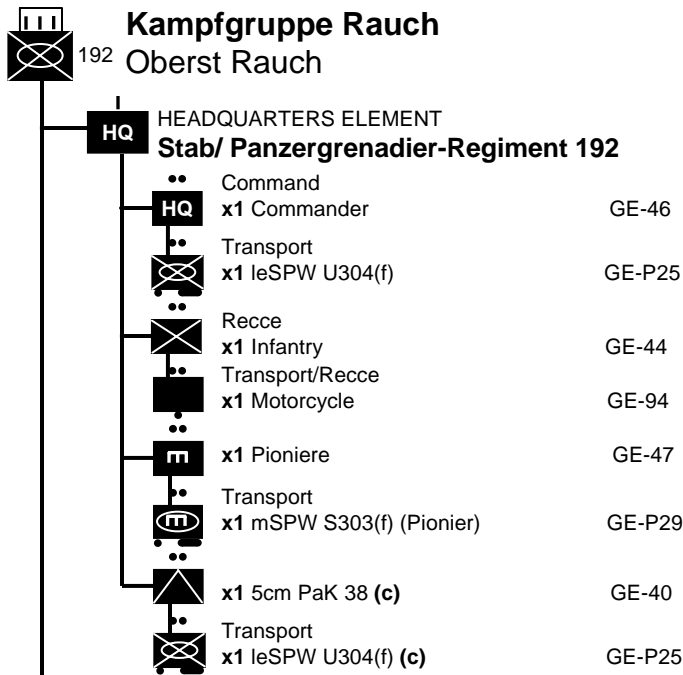 Kampfgruppe Rauch
192 Oberst Rauch
HQ HEADQUARTERS ELEMENT
Stab/ Panzergrenadier-Regiment 192
Command
HQ x1 Commander GE-46
Transport
x1 leSPW U304(f) GE-P25
Recce
x1 Infantry GE-44
Transport/Recce
x1 Motorcycle GE-94
x1 Pioniere GE-47
Transport
x1 mSPW S303(f) (Pionier) GE-P29
x1 5cm PaK 38 (c) GE-40
Transport
x1 leSPW U304(f) (c) GE-P25